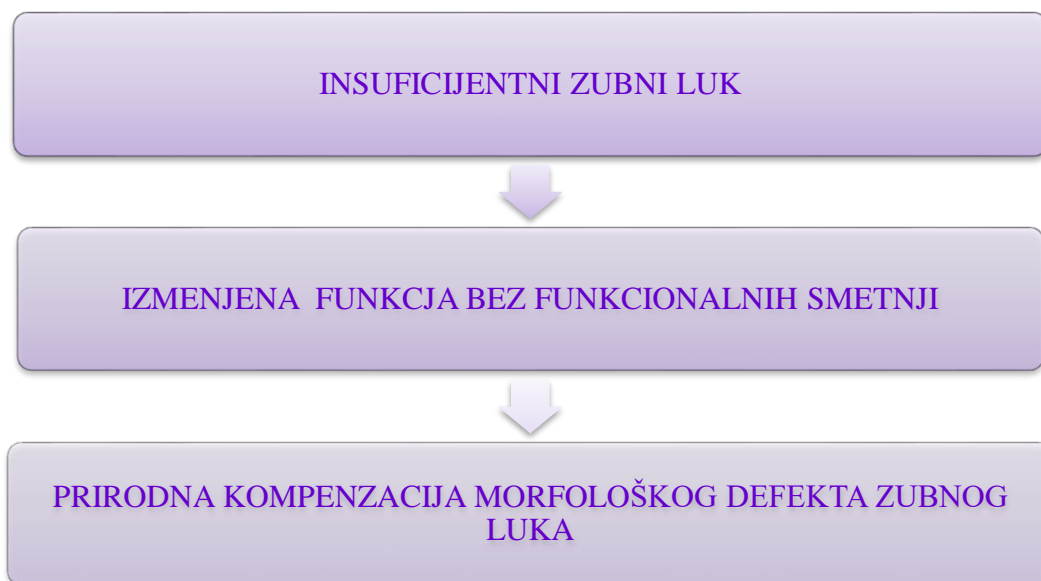 INSUFICIJENTNI ZUBNI LUK
IZMENJENA FUNKCJA BEZ FUNKCIONALNIH SMETNJI
PRIRODNA KOMPENZACIJA MORFOLOŠKOG DEFEKTA ZUBNOG
LUKA